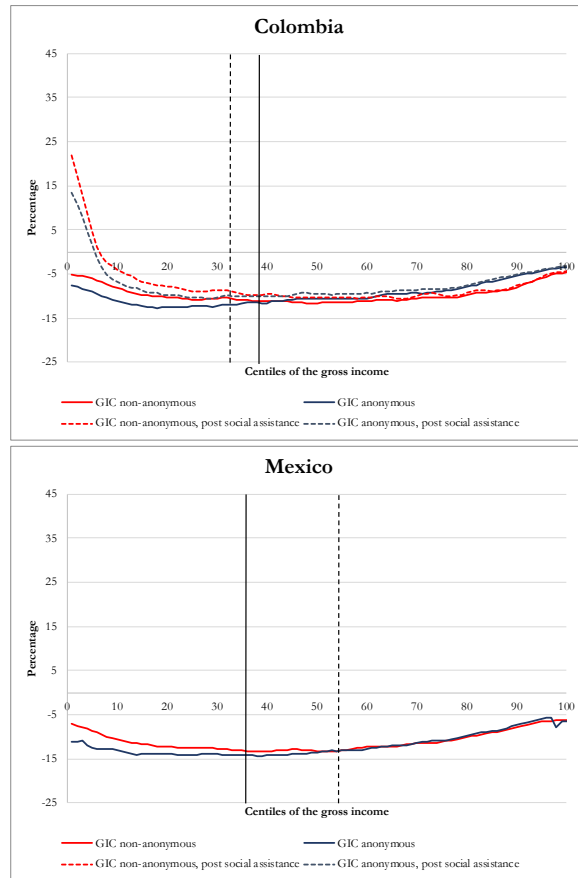 Colombia
45
35
25
15
5
-5
-15
-25
Percentage
0 10 20 30 40 50 60 70 80 90 100
Centiles of the gross income
GIC non-anonymous GIC anonymous
GIC non-anonymous, post social assistance GIC anonymous, post social assistance
Mexico
45
35
25
15
5
-5
-15
-25
Percentage
0 10 20 30 40 50 60 70 80 90 100
Centiles of the gross income
GIC non-anonymous GIC anonymous
GIC non-anonymous, post social assistance GIC anonymous, post social assistance